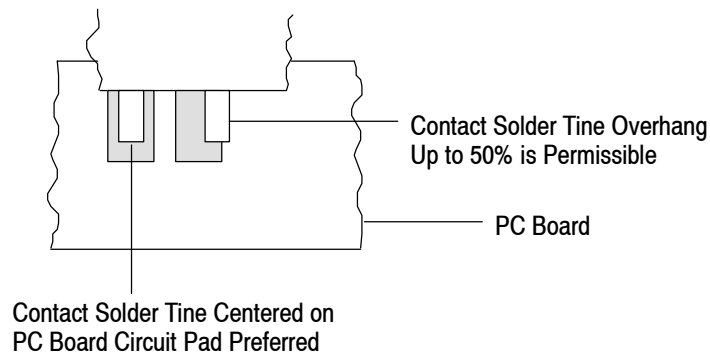 Contact Solder Tine Overhang
Up to 50% is Permissible
PC Board
Contact Solder Tine Centered on
PC Board Circuit Pad Preferred